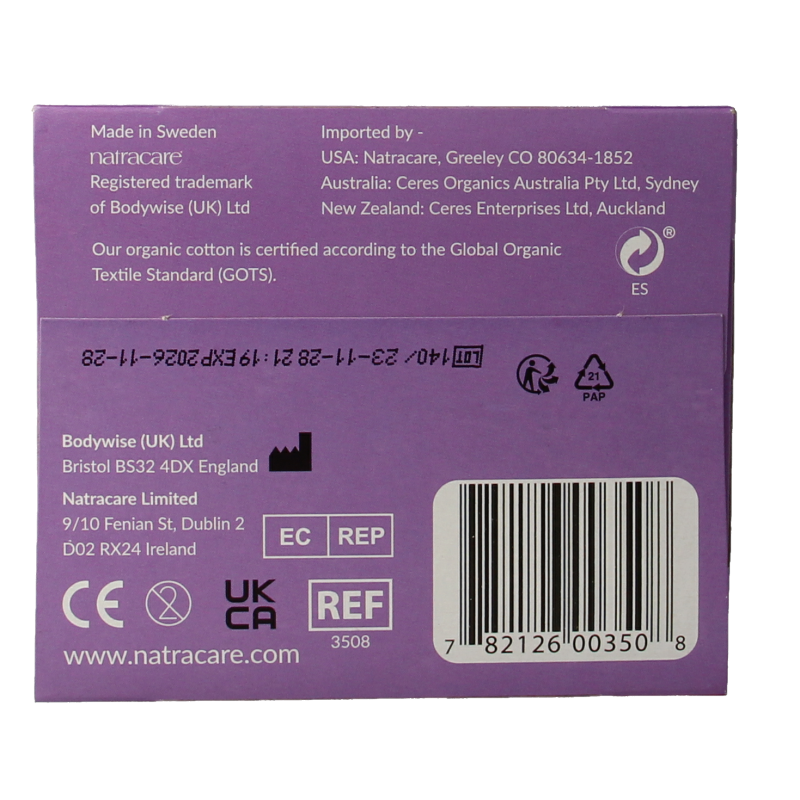 Made in Sweden
natracare
Registered trademark
of Bodywise (UK) Ltd
Imported by -
USA: Natracare, Greeley CO 80634-1852
Australia: Ceres Organics Australia Pty Ltd, Sydney
New Zealand: Ceres Enterprises Ltd, Auckland
Our organic cotton is certified according to the Global Organic
Textile Standard (GOTS).
®
ES
LOT 140/ 23-11-28 21:19 EXP 2026-11-28
21
PAP
Bodywise (UK) Ltd
Bristol BS32 4DX England
Natracare Limited
9/10 Fenian St, Dublin 2
D02 RX24 Ireland
EC REP
CE
2
UK
CA
REF
3508
www.natracare.com
7 82126 00350 8